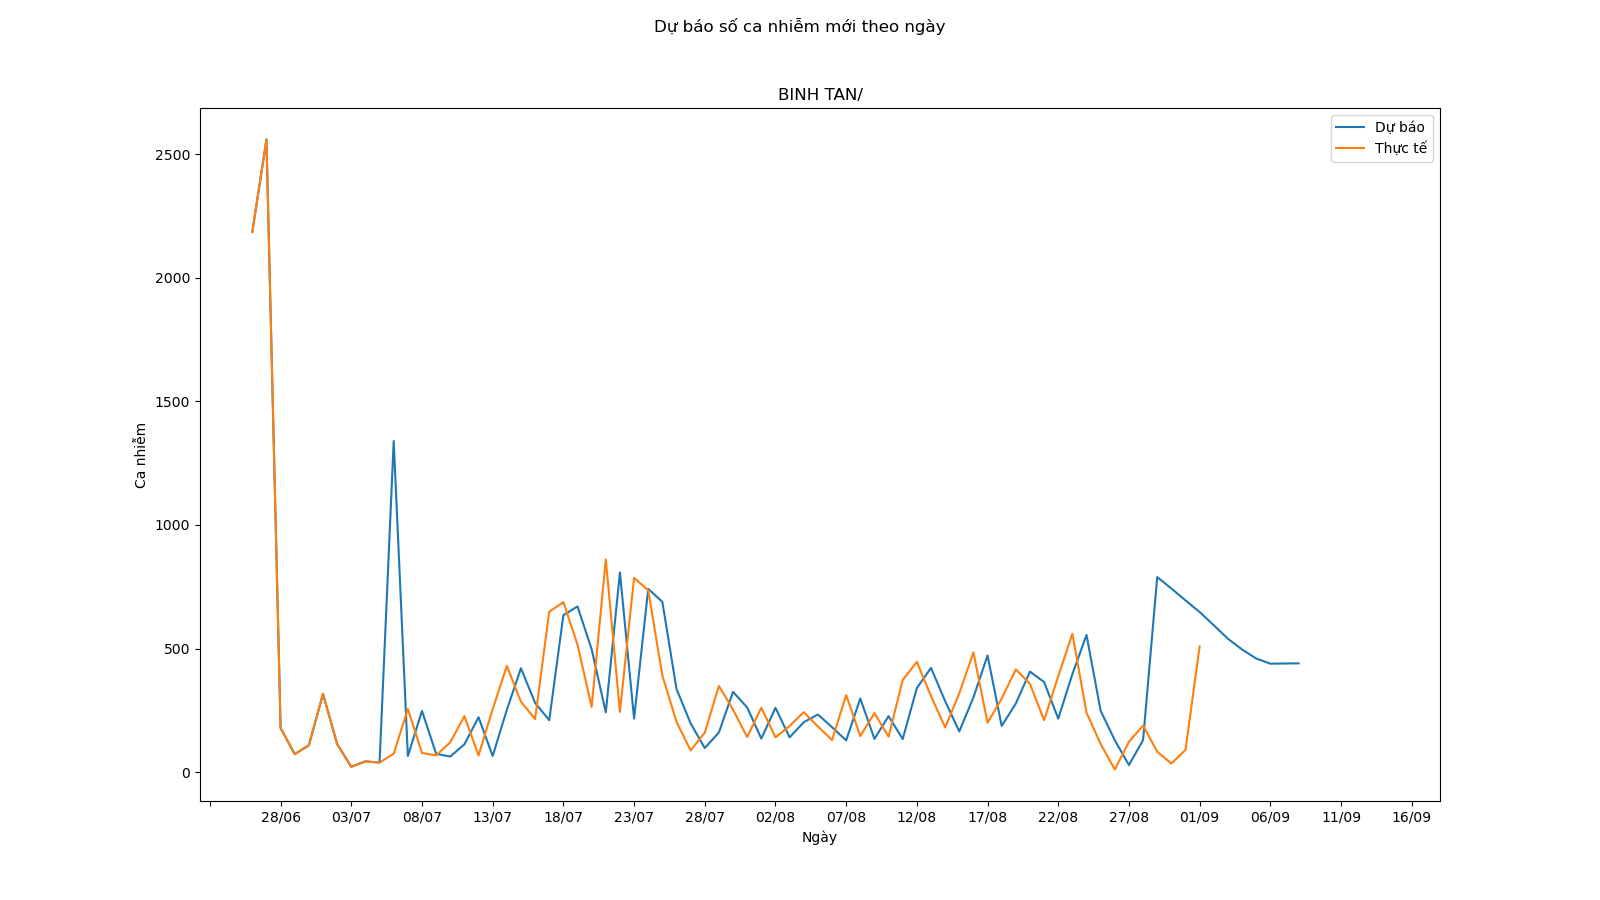 Dự báo số ca nhiễm mới theo ngày
BINH TAN/
Dự báo
Thực tế
2500
2000
1500
1000
500
0
Ca nhiễm
28/06 03/07 08/07 13/07 18/07 23/07 28/07 02/08 07/08 12/08 17/08 22/08 27/08 01/09 06/09 11/09 16/09
Ngày